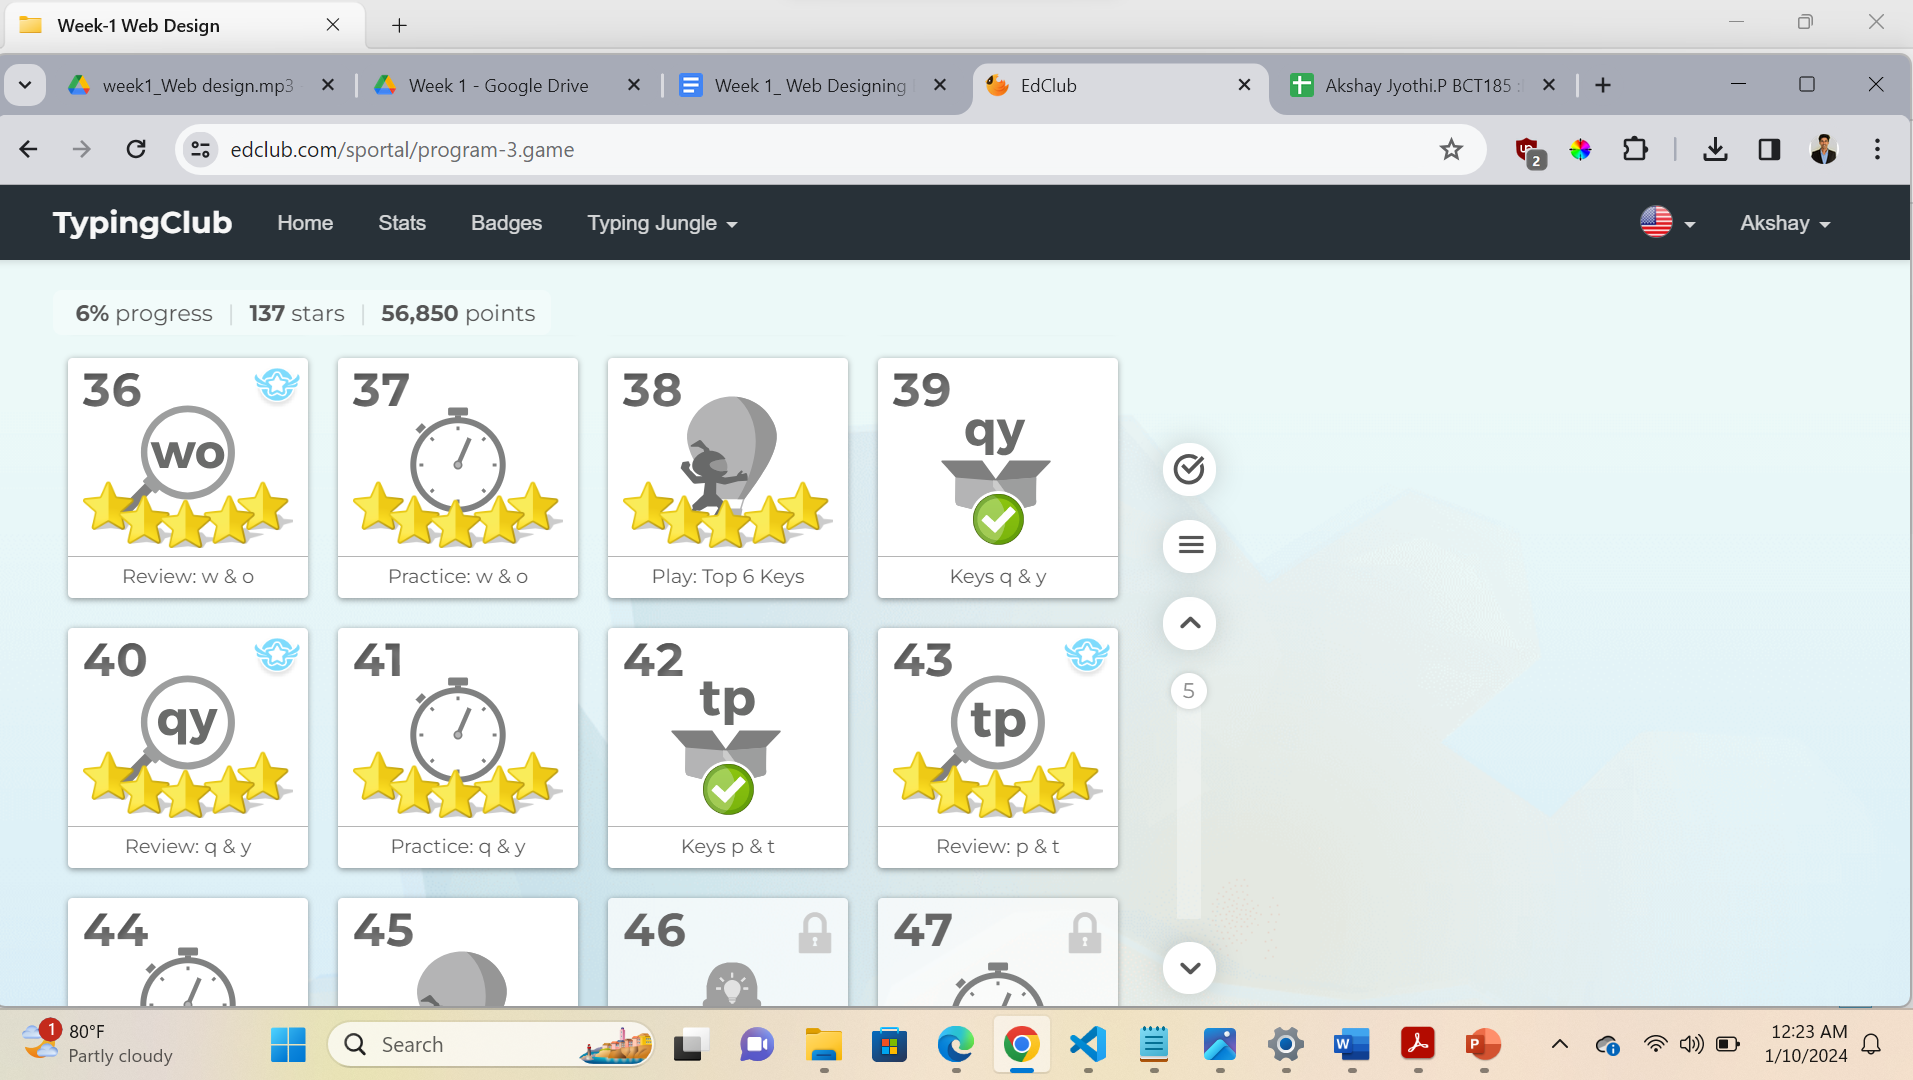 Week-1 Web Design
week1_Web design.mp3
Week 1 - Google Drive
Week 1_ Web Designing
EdClub
Akshay Jyothi.P BCT185 :
edclub.com/sportal/program-3.game
2
TypingClub
Home
Stats
Badges
Typing Jungle
Akshay
6% progress
137 stars
56,850 points
36
wo
Review: w & o
37
Practice: w & o
38
Play: Top 6 Keys
39
qy
Keys q & y
40
qy
Review: q & y
41
Practice: q & y
42
tp
Keys p & t
43
tp
Review: p & t
5
44
45
46
47
1
80°F
Partly cloudy
Search
12:23 AM
1/10/2024